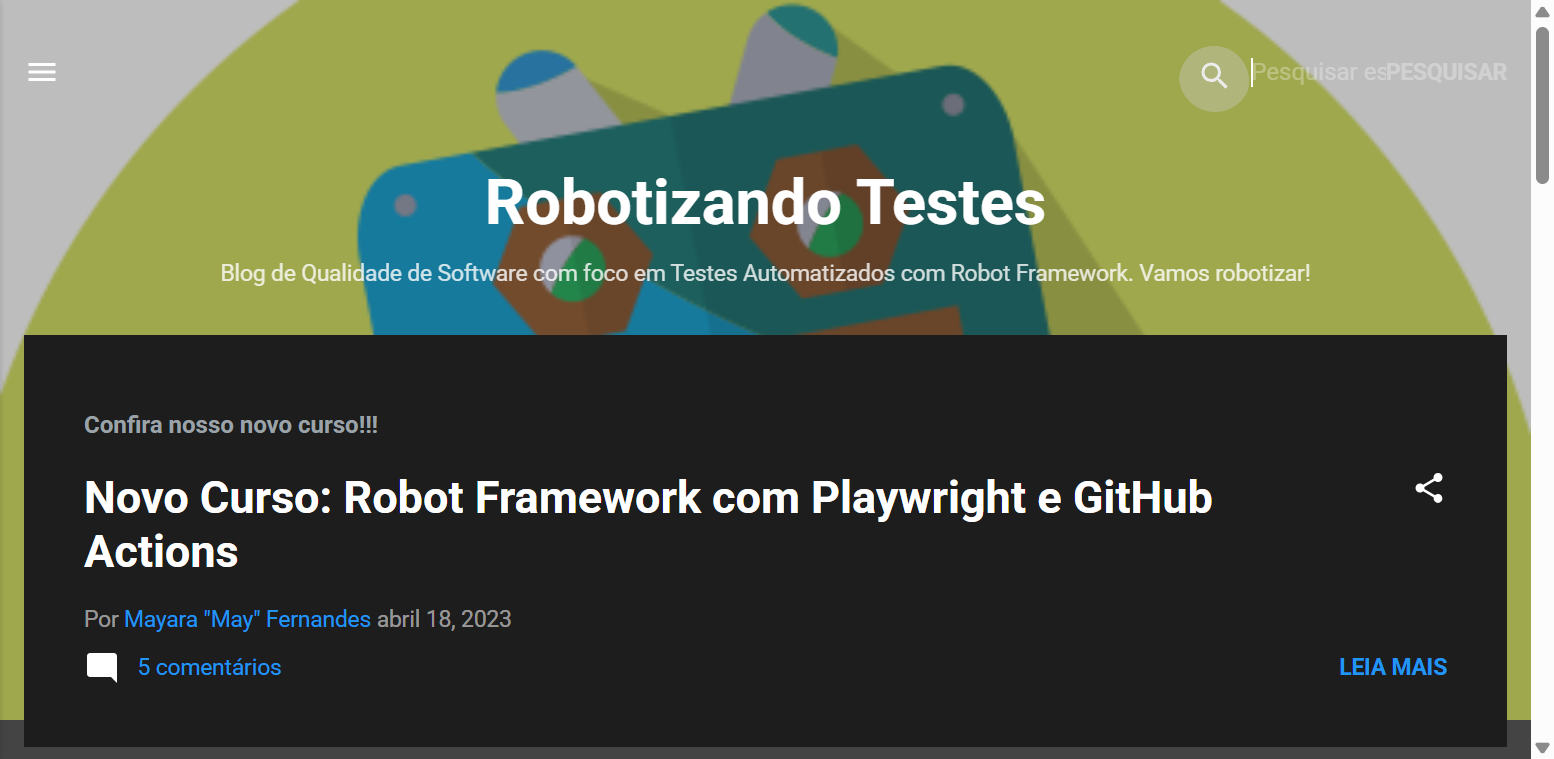 Pesquisar es
PESQUISAR
Robotizando Testes
Blog de Qualidade de Software com foco em Testes Automatizados com Robot Framework. Vamos robotizar!
Confira nosso novo curso!!!
Novo Curso: Robot Framework com Playwright e GitHub
Actions
Por Mayara "May" Fernandes abril 18, 2023
5 comentários
LEIA MAIS